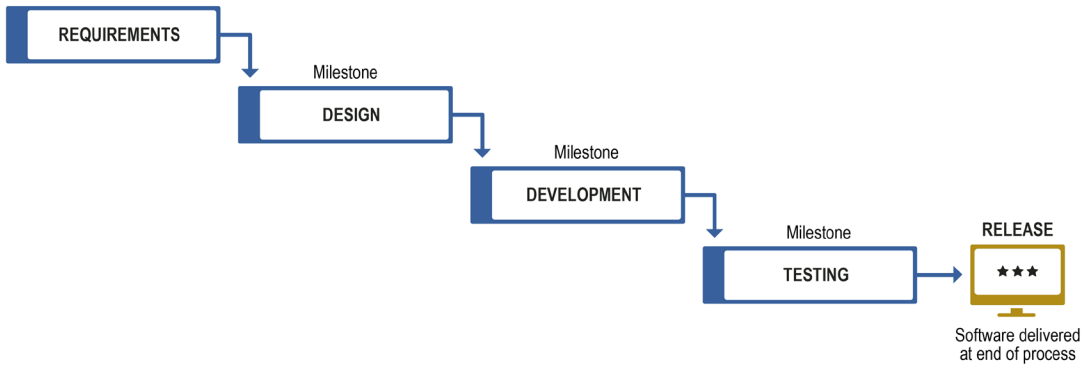 REQUIREMENTS
Milestone
DESIGN
Milestone
DEVELOPMENT
Milestone
TESTING
RELEASE
Software delivered
at end of process